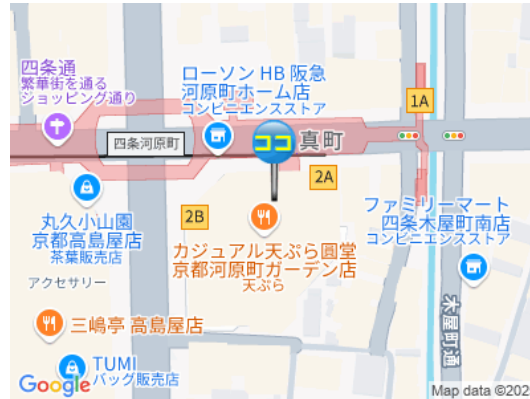 四条通
繁華街を通る
ショッピング通り
ローソン HB 阪急
河原町ホーム店
コンビニエンスストア
1A
四条河原町
ココ
真町
2A
2B
丸久小山園
京都高島屋店
茶葉販売店
カジュアル天ぷら圓堂
京都河原町ガーデン店
天ぷら
ファミリーマート
四条木屋町南店
コンビニエンスストア
アクセサリー
木屋町通
三嶋亭 高島屋店
TUMI
バッグ販売店
Google
Map data ©202